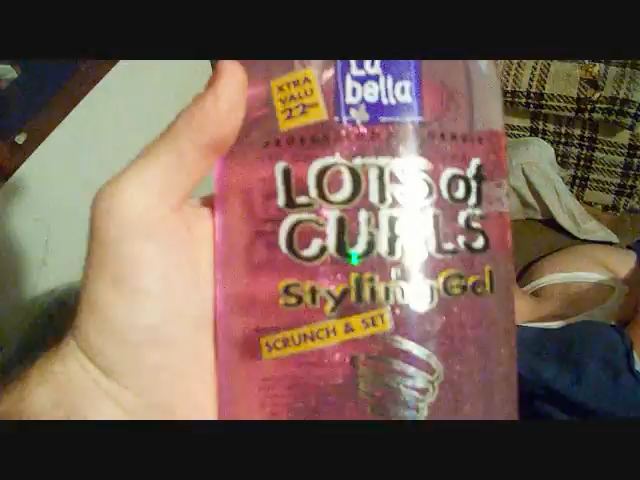 XTRA
VALU
22
La
bella
LOTS of
CURLS
Styling Gel
SCRUNCH & SET